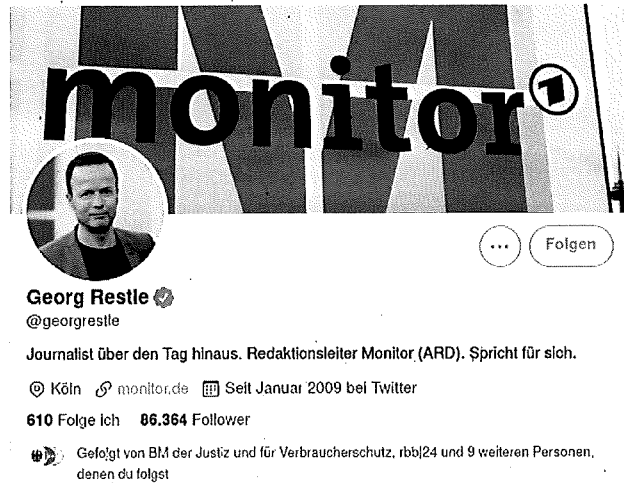 monitor
Folgen
Georg Restle
@georgrestle
Journalist über den Tag hinaus. Redaktionsleiter Monitor (ARD). Spricht für sich.
Köln monitor.de Seit Januar 2009 bei Twitter
610 Folge ich 86.364 Follower
Gefolgt von BM der Justiz und für Verbraucherschutz, rbb|24 und 9 weiteren Personen,
denen du folgst